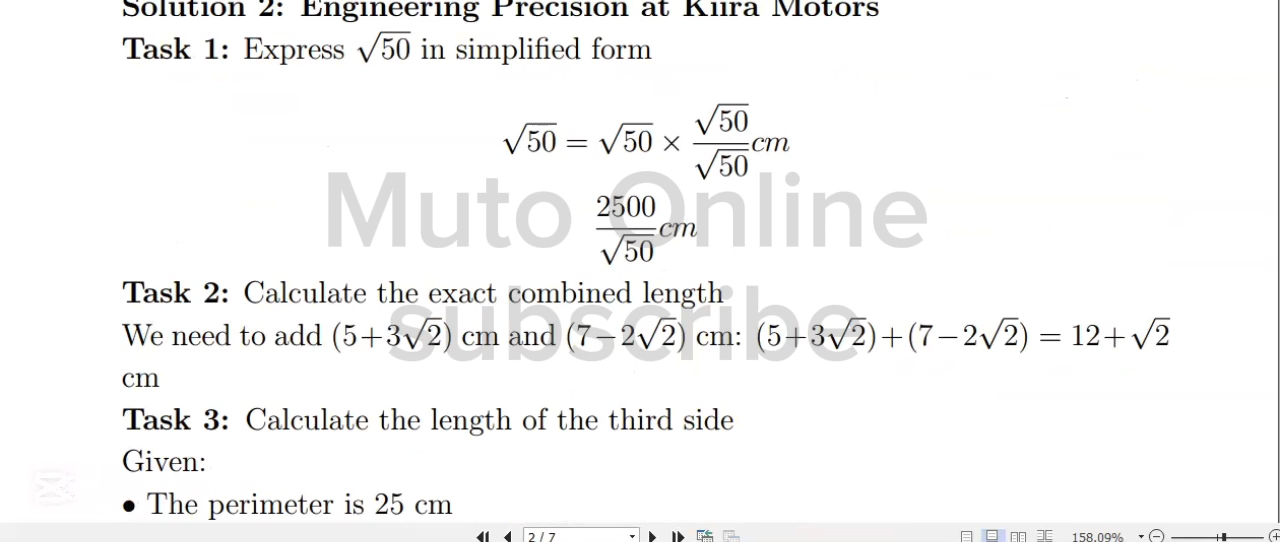 Solution 2: Engineering Precision at Kiira Motors
Task 1: Express √50 in simplified form
√50 = √50 × √50/√50 cm
2500/√50 cm
Muto Online
Task 2: Calculate the exact combined length
subscribe
We need to add (5+3√2) cm and (7−2√2) cm: (5+3√2)+(7−2√2) = 12+√2
cm
Task 3: Calculate the length of the third side
Given:
• The perimeter is 25 cm
2 / 7
158.09%